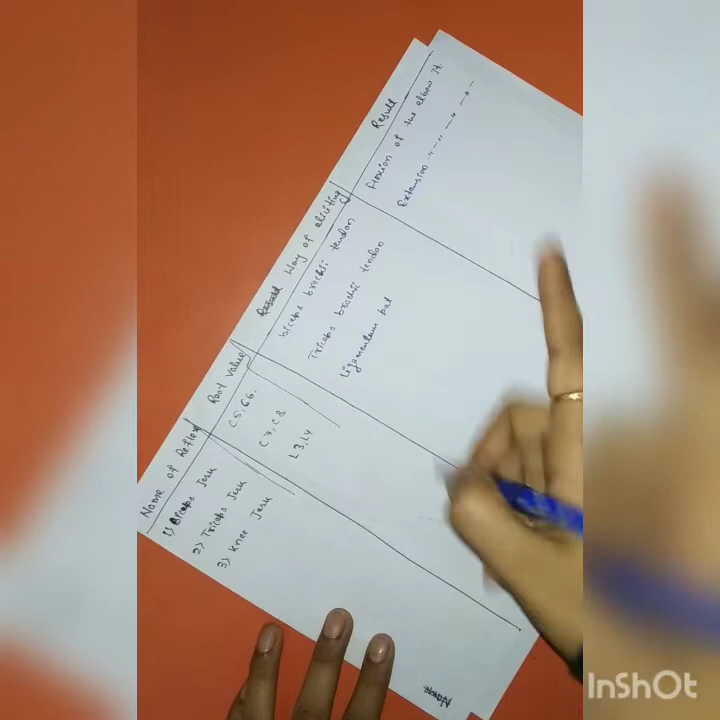 Name of Reflex Root value Way of eliciting Result
1) Biceps Jerk C5, C6. biceps brachii tendon Flexion of the elbow Jt.
2) Triceps Jerk C7, C8 Triceps brachii tendon Extension -"- -"- -"-
3) Knee Jerk L3, L4 Ligamentum pat
InShOt